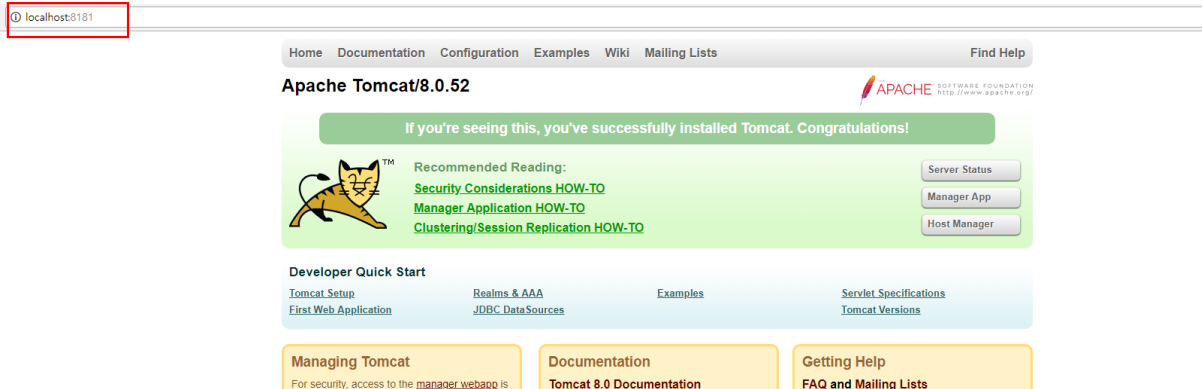 localhost:8181
Home Documentation Configuration Examples Wiki Mailing Lists Find Help
Apache Tomcat/8.0.52
THE
APACHE SOFTWARE FOUNDATION
http://www.apache.org/
If you're seeing this, you've successfully installed Tomcat. Congratulations!
TM
Recommended Reading:
Security Considerations HOW-TO
Manager Application HOW-TO
Clustering/Session Replication HOW-TO
Server Status
Manager App
Host Manager
Developer Quick Start
Tomcat Setup
First Web Application
Realms & AAA
JDBC DataSources
Examples
Servlet Specifications
Tomcat Versions
Managing Tomcat
For security, access to the manager webapp is
Documentation
Tomcat 8.0 Documentation
Getting Help
FAQ and Mailing Lists